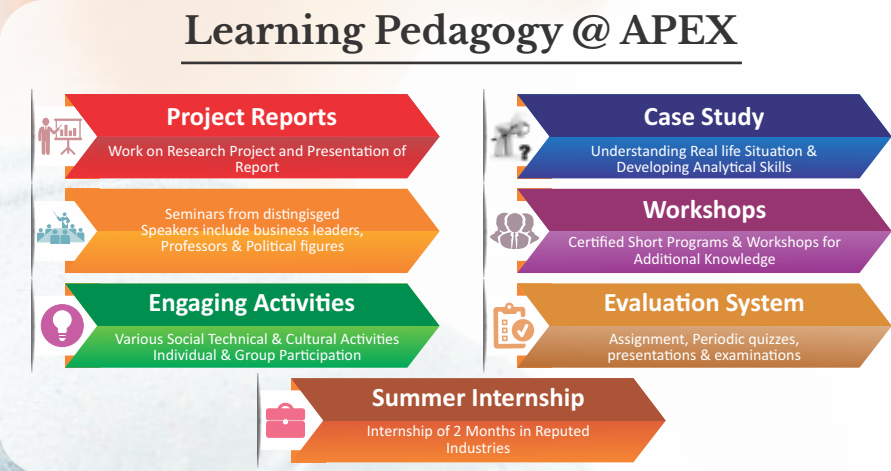 Learning Pedagogy @ APEX
Project Reports
Work on Research Project and Presentation of
Report
Case Study
Understanding Real life Situation &
Developing Analytical Skills
Seminars from distingisged
Speakers include business leaders,
Professors & Political figures
Workshops
Certified Short Programs & Workshops for
Additional Knowledge
Engaging Activities
Various Social Technical & Cultural Activities
Individual & Group Participation
Evaluation System
Assignment, Periodic quizzes,
presentations & examinations
Summer Internship
Internship of 2 Months in Reputed
Industries